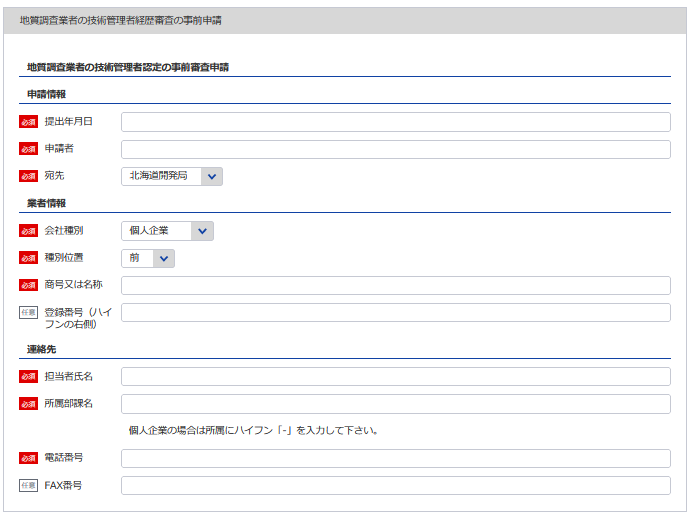 地質調査業者の技術管理者経歴審査の事前申請
地質調査業者の技術管理者認定の事前審査申請
申請情報
必須 提出年月日
必須 申請者
必須 宛先 北海道開発局
業者情報
必須 会社種別 個人企業
必須 種別位置 前
必須 商号又は名称
任意 登録番号（ハイ
フンの右側）
連絡先
必須 担当者氏名
必須 所属部課名
個人企業の場合は所属にハイフン「-」を入力して下さい。
必須 電話番号
任意 FAX番号